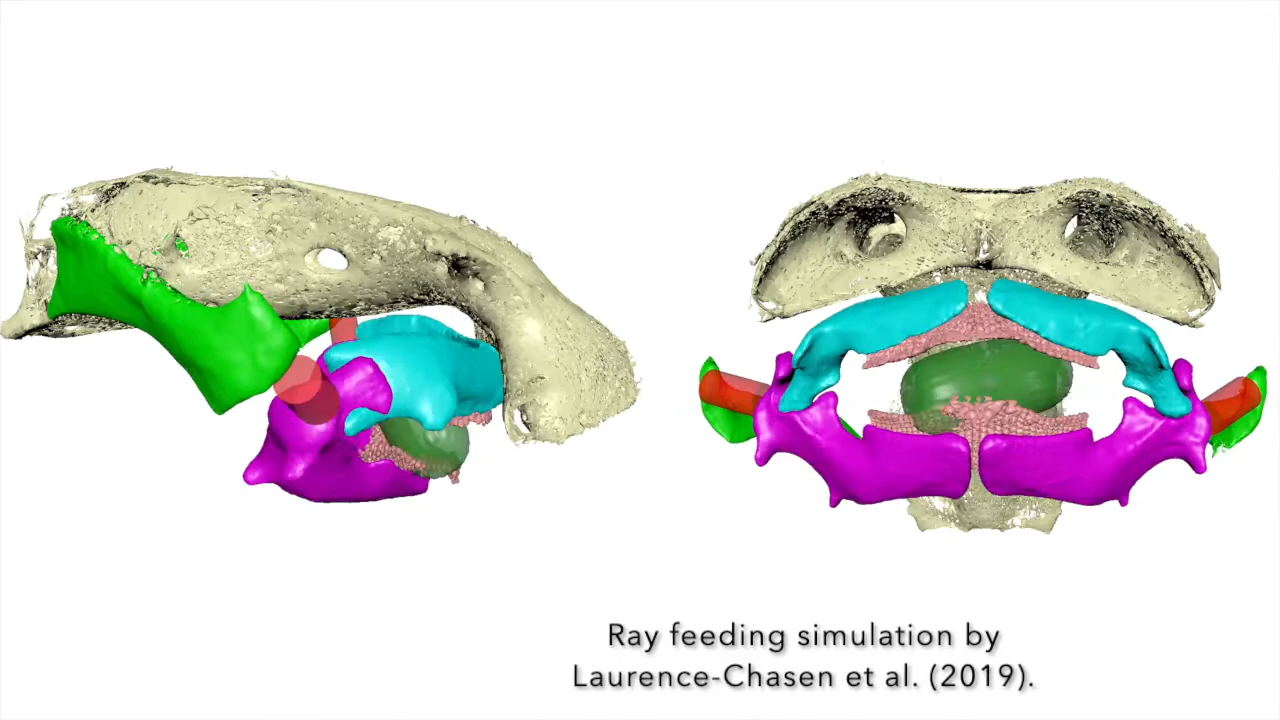 Ray feeding simulation by
Laurence-Chasen et al. (2019).